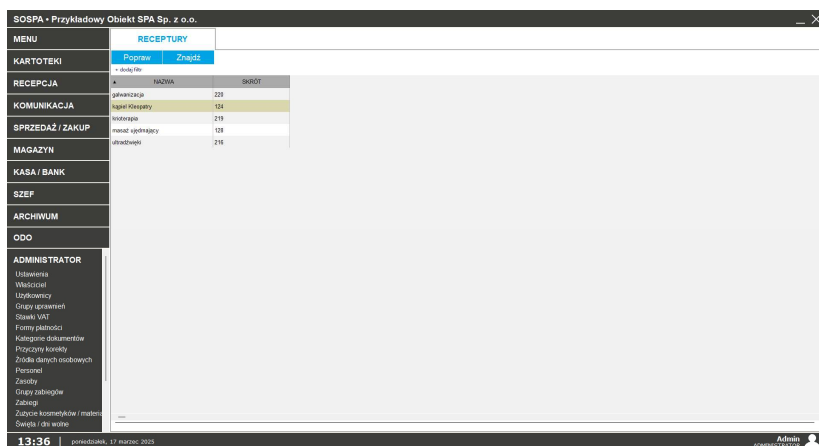 SOSPA • Przykładowy Obiekt SPA Sp. z o.o.
MENU
KARTOTEKI
RECEPCJA
KOMUNIKACJA
SPRZEDAŻ / ZAKUP
MAGAZYN
KASA / BANK
SZEF
ARCHIWUM
ODO
ADMINISTRATOR
Ustawienia
Właściciel
Użytkownicy
Grupy uprawnień
Stawki VAT
Formy płatności
Kategorie dokumentów
Przyczyny korekty
Źródła danych osobowych
Personel
Zasoby
Grupy zabiegów
Zabiegi
Zużycie kosmetyków / materia
Święta / dni wolne
RECEPTURY
Popraw Znajdź
+ dodaj filtr
NAZWA SKRÓT
galwanizacja 220
kąpiel Kleopatry 124
krioterapia 219
masaż ujędrniający 128
ultradźwięki 216
13:36 | poniedziałek, 17 marzec 2025
Admin
ADMINISTRATOR